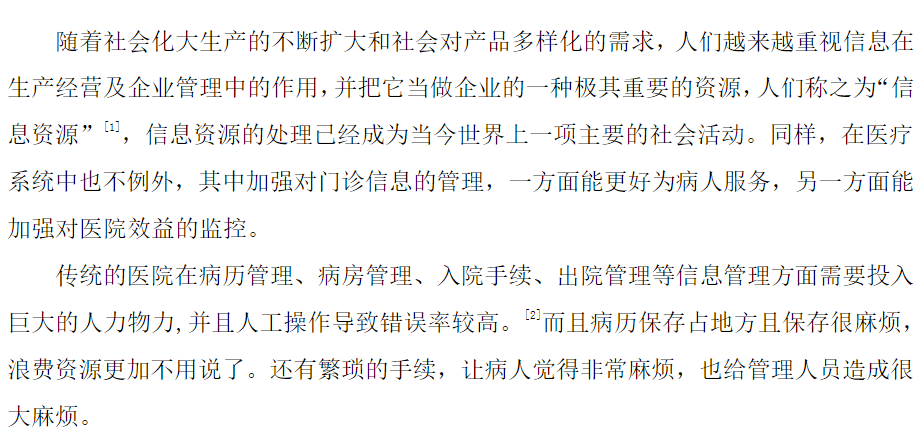 随着社会化大生产的不断扩大和社会对产品多样化的需求，人们越来越重视信息在
生产经营及企业管理中的作用,并把它当做企业的一种极其重要的资源，人们称之为“信
息资源”[1]，信息资源的处理已经成为当今世界上一项主要的社会活动。同样，在医疗
系统中也不例外，其中加强对门诊信息的管理，一方面能更好为病人服务，另一方面能
加强对医院效益的监控。
传统的医院在病历管理、病房管理、入院手续、出院管理等信息管理方面需要投入
巨大的人力物力,并且人工操作导致错误率较高。[2]而且病历保存占地方且保存很麻烦，
浪费资源更加不用说了。还有繁琐的手续，让病人觉得非常麻烦，也给管理人员造成很
大麻烦。